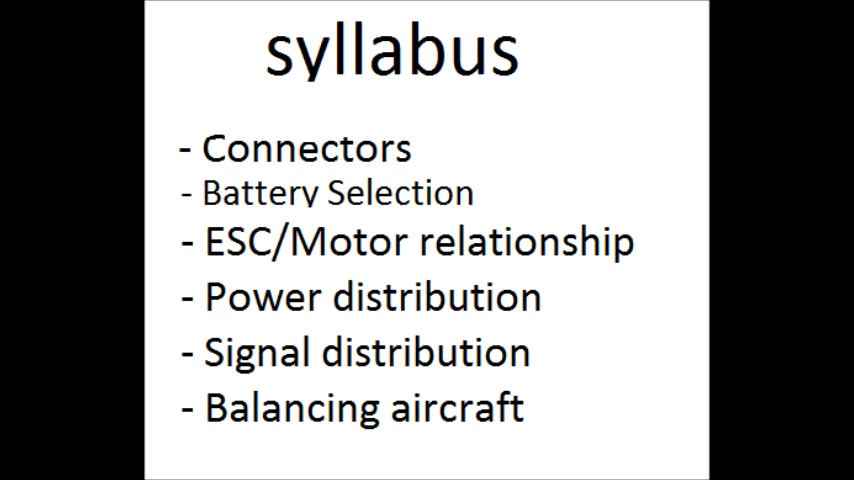 syllabus
- Connectors
- Battery Selection
- ESC/Motor relationship
- Power distribution
- Signal distribution
- Balancing aircraft